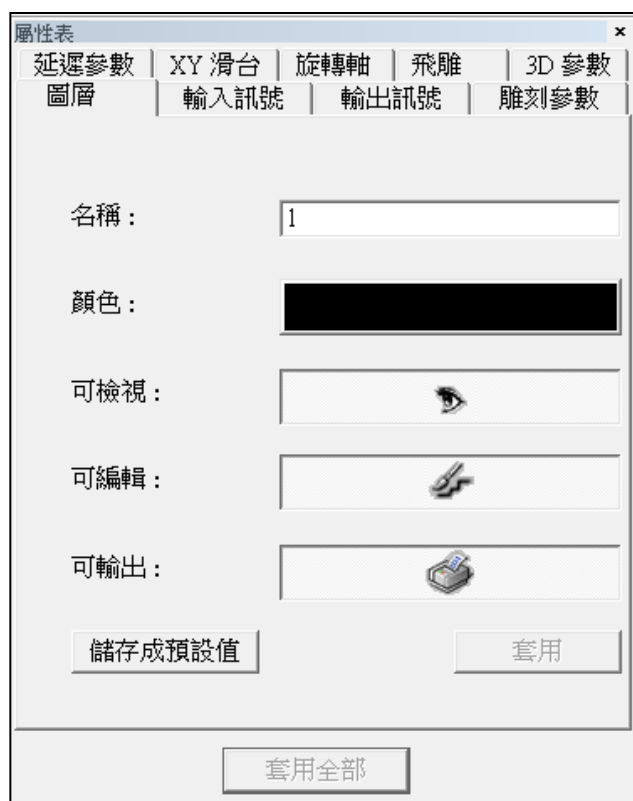 屬性表 ×
延遲參數 XY 滑台 旋轉軸 飛雕 3D 參數
圖層 輸入訊號 輸出訊號 雕刻參數
名稱： 1
顏色：
可檢視：
可編輯：
可輸出：
儲存成預設值 套用
套用全部